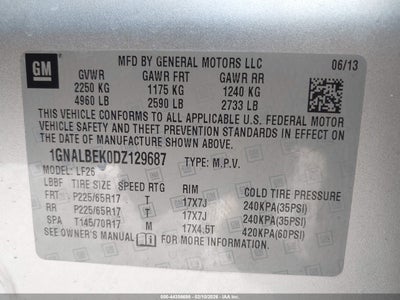 GM
MFD BY GENERAL MOTORS LLC
06/13
GVWR GAWR FRT GAWR RR
2250 KG 1175 KG 1240 KG
4960 LB 2590 LB 2733 LB
THIS VEHICLE CONFORMS TO ALL APPLICABLE U.S. FEDERAL MOTOR
VEHICLE SAFETY AND THEFT PREVENTION STANDARDS IN EFFECT ON THE
DATE OF MANUFACTURE SHOWN ABOVE.
1GNALBEK0DZ129687 TYPE: M.P.V.
MODEL: LF26
LBBF TIRE SIZE SPEED RTG RIM COLD TIRE PRESSURE
FRT P225/65R17 T 17X7J 240KPA(35PSI)
RR P225/65R17 T 17X7J 240KPA(35PSI)
SPA T145/70R17 M 17X4.5T 420KPA(60PSI)
SEE OWNER'S MANUAL FOR ADDITIONAL INFORMATION.